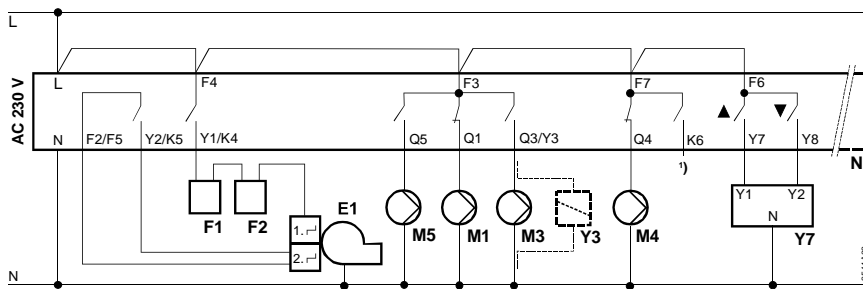 L
AC 230 V
L F4 F3 F7 F6
▲ ▼
N F2/F5 Y2/K5 Y1/K4 Q5 Q1 Q3/Y3 Q4 K6 Y7 Y8
N
1)
F1 F2 1. 2. E1 M5 M1 M3 Y3 M4
Y1 Y2
N
Y7
N